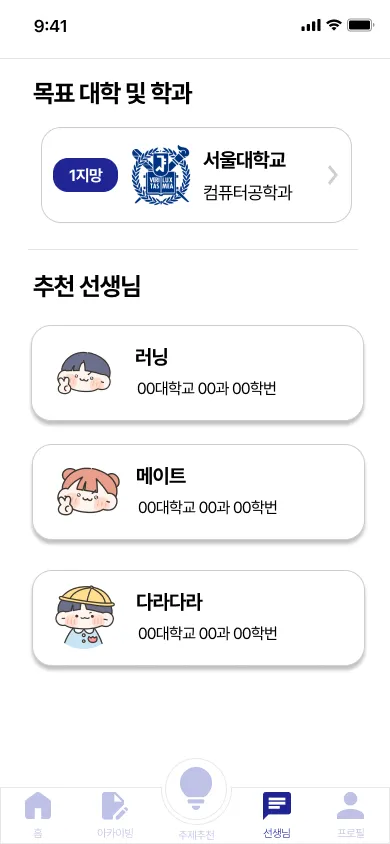 9:41
목표 대학 및 학과
1지망
VERI LUX
TAS MEA
서울대학교
컴퓨터공학과
추천 선생님
러닝
00대학교 00과 00학번
메이트
00대학교 00과 00학번
다라다라
00대학교 00과 00학번
홈
아카이빙
주제추천
선생님
프로필